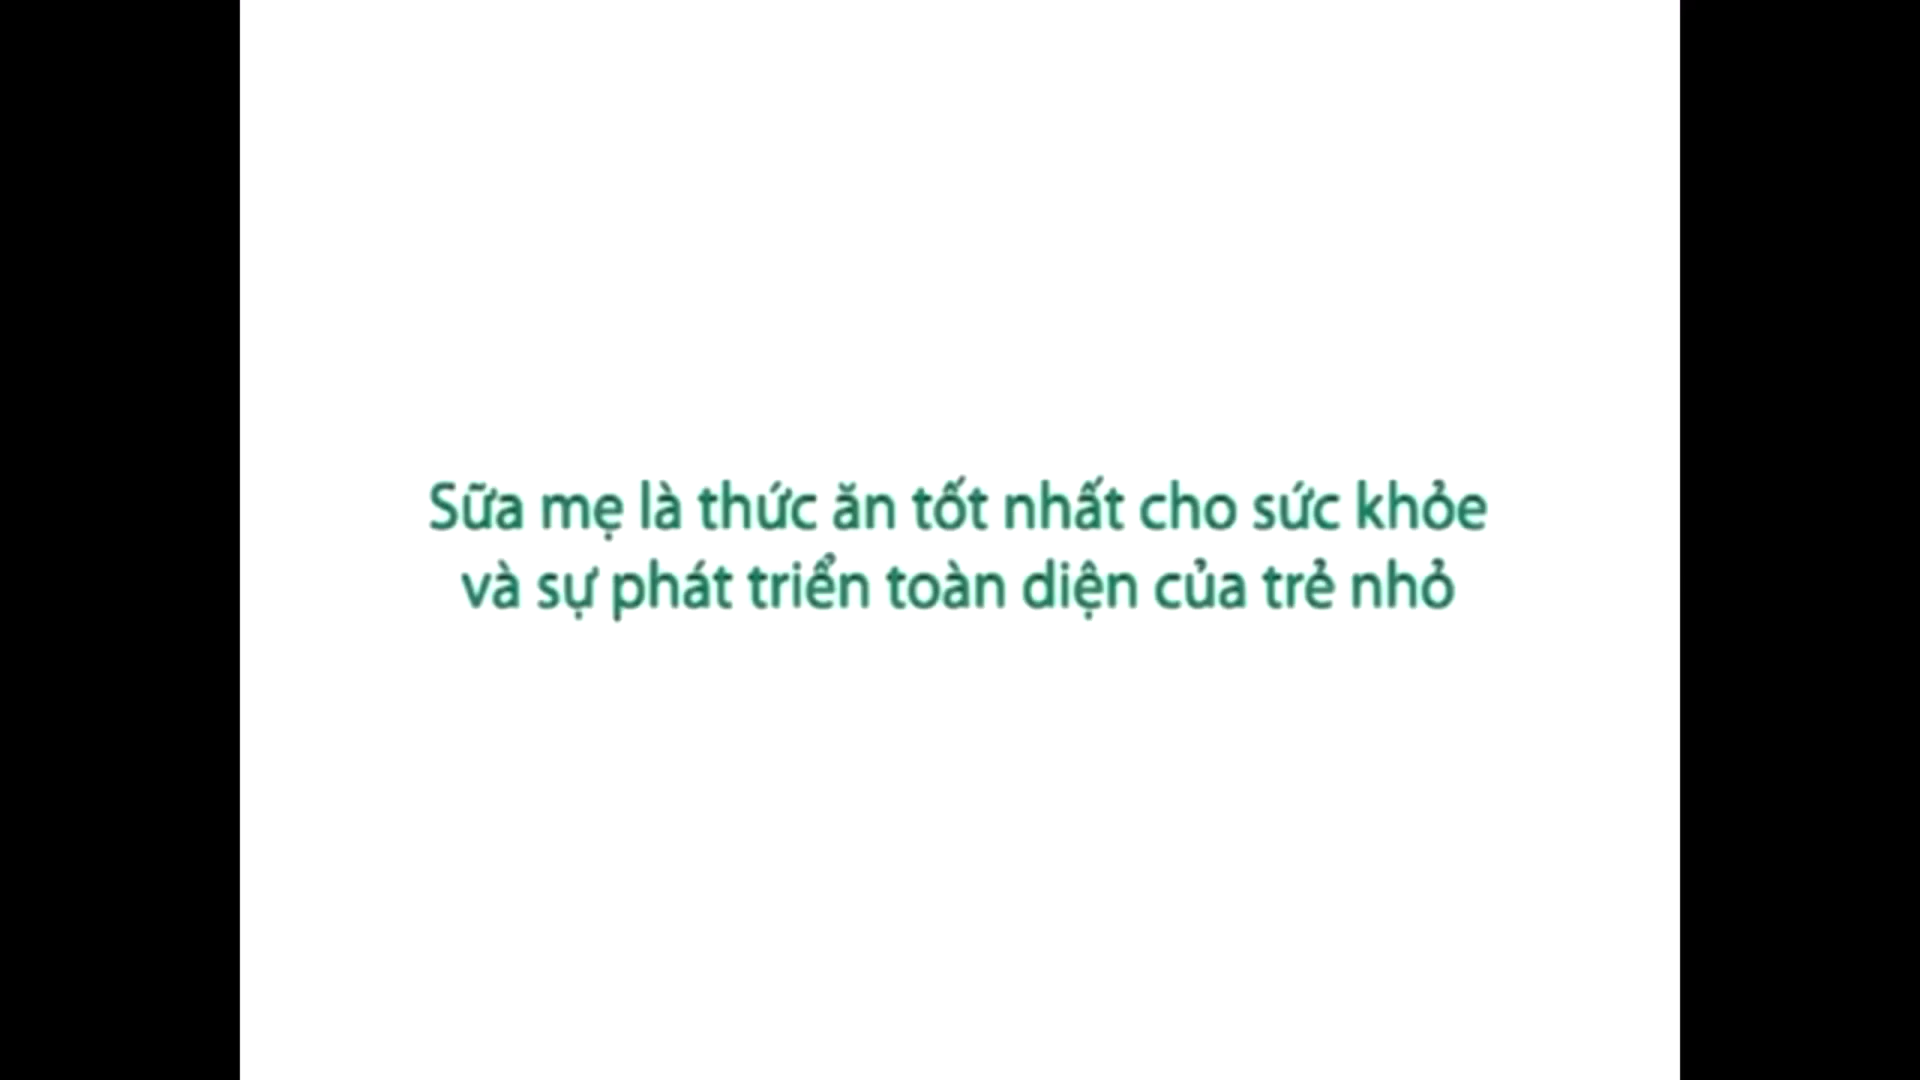 Sữa mẹ là thức ăn tốt nhất cho sức khỏe
và sự phát triển toàn diện của trẻ nhỏ